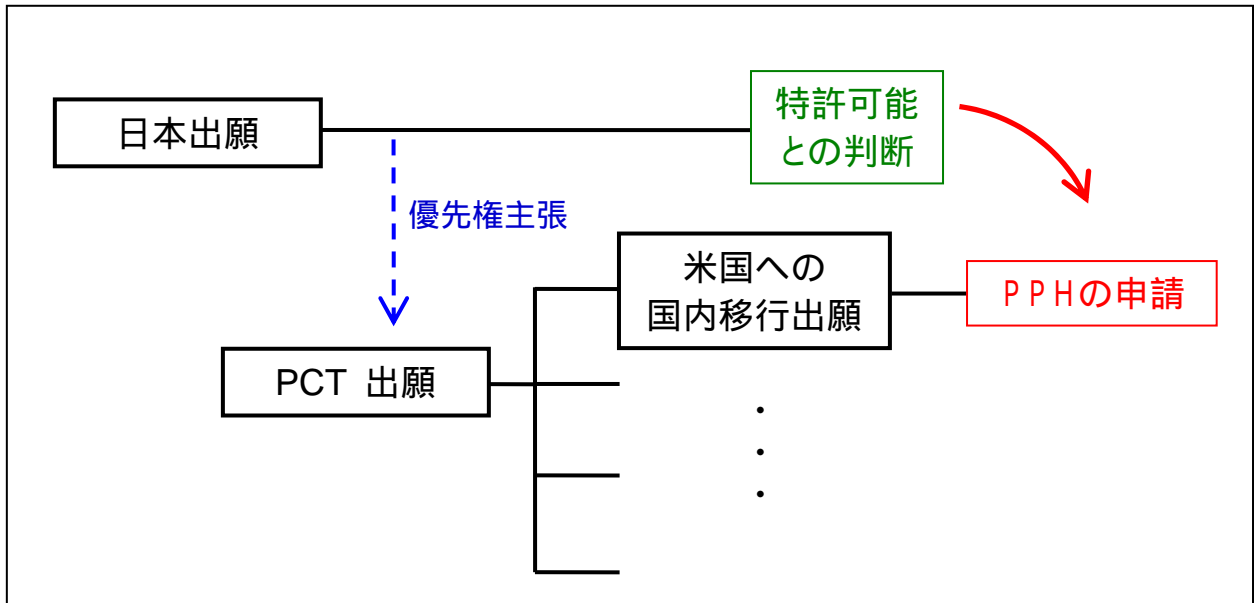 日本出願
特許可能
との判断
優先権主張
米国への
国内移行出願
ＰＰＨの申請
PCT 出願